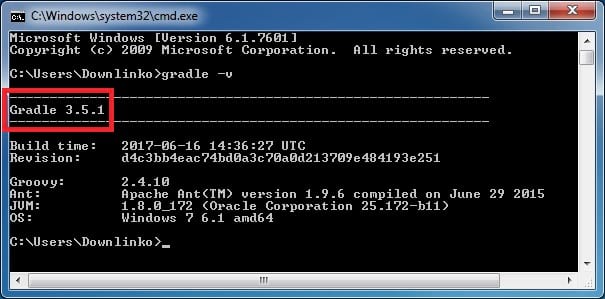 C:\Windows\system32\cmd.exe
Microsoft Windows [Version 6.1.7601]
Copyright (c) 2009 Microsoft Corporation.  All rights reserved.
C:\Users\Downlinko>gradle -v
------------------------------------------------------------
Gradle 3.5.1
------------------------------------------------------------
Build time:   2017-06-16 14:36:27 UTC
Revision:     d4c3bb4eac74bd0a3c70a0d213709e484193e251
Groovy:       2.4.10
Ant:          Apache Ant(TM) version 1.9.6 compiled on June 29 2015
JVM:          1.8.0_172 (Oracle Corporation 25.172-b11)
OS:           Windows 7 6.1 amd64
C:\Users\Downlinko>_